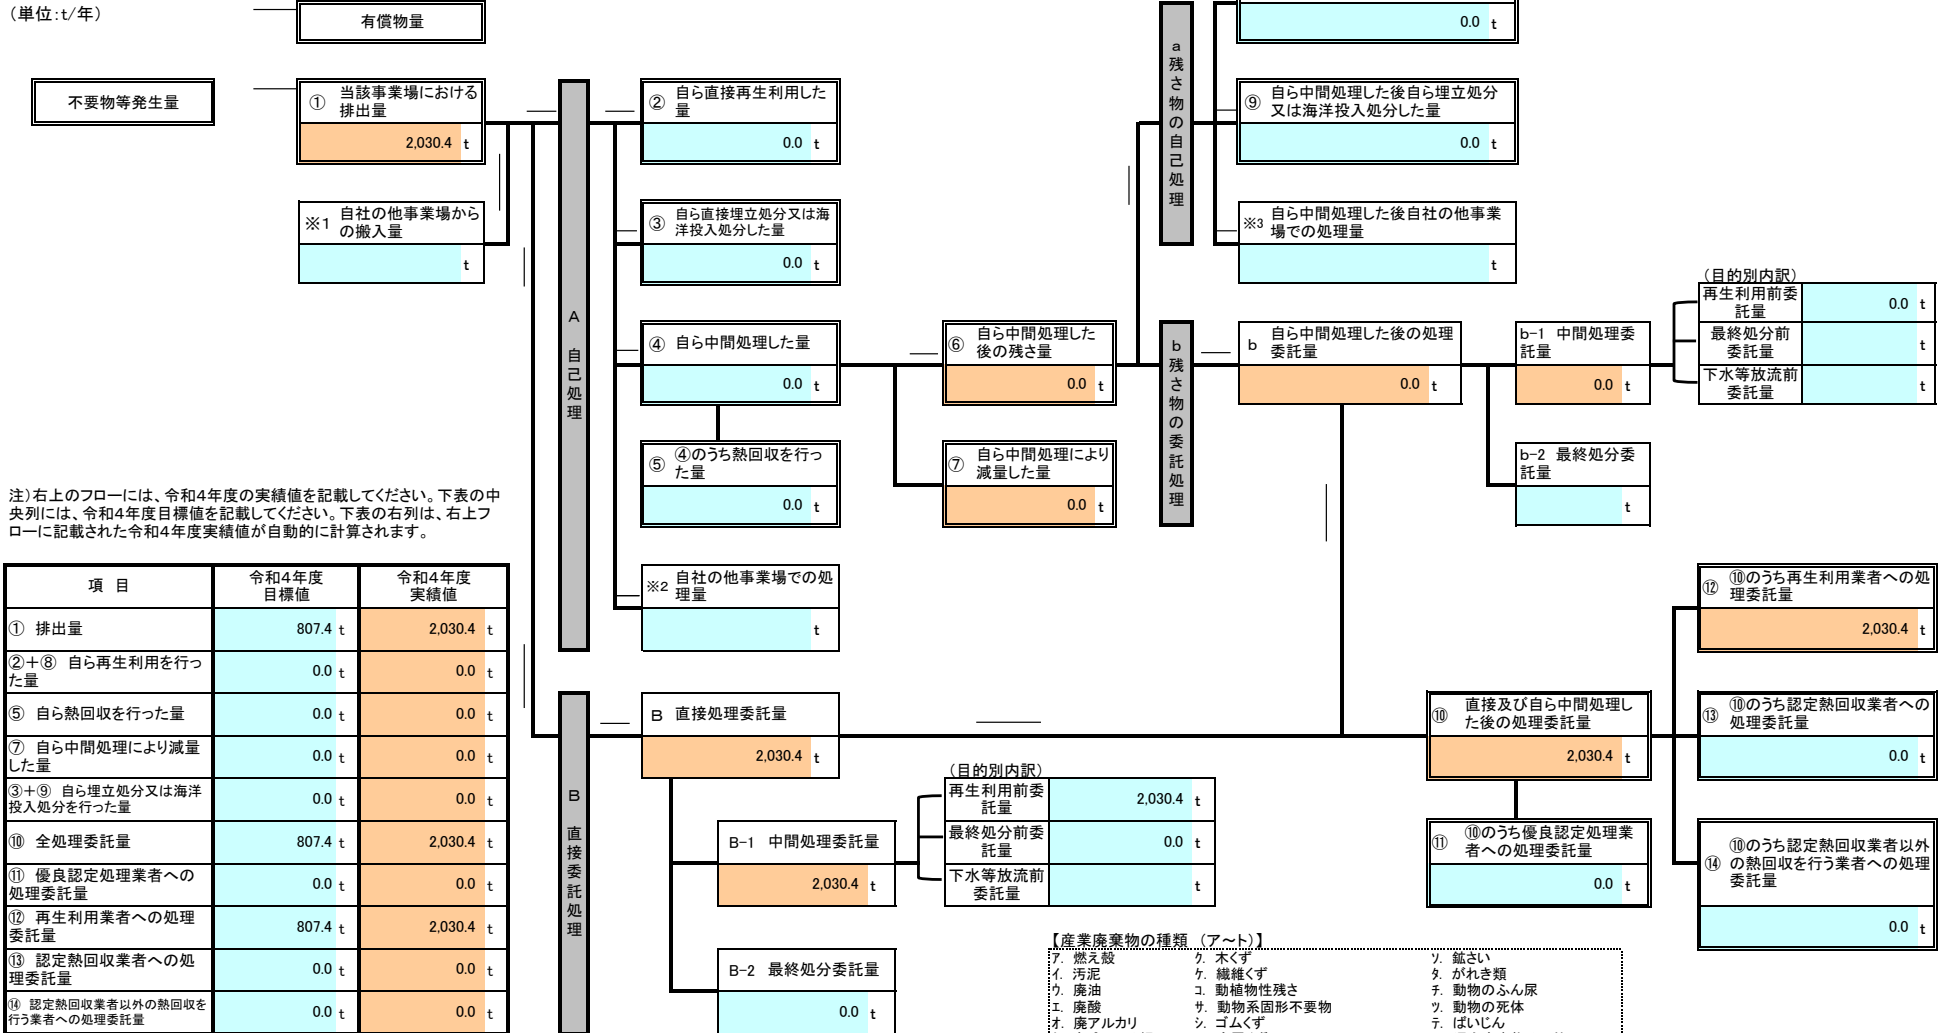 （単位：t/年）
有償物量
不要物等発生量
① 当該事業場における
排出量
2,030.4 t
※1 自社の他事業場から
の搬入量
t
A 自己処理
② 自ら直接再生利用した
量
0.0 t
③ 自ら直接埋立処分又は海
洋投入処分した量
0.0 t
④ 自ら中間処理した量
0.0 t
⑤ ④のうち熱回収を行っ
た量
0.0 t
※2 自社の他事業場での処
理量
t
⑥ 自ら中間処理した
後の残さ量
0.0 t
⑦ 自ら中間処理により
減量した量
0.0 t
a 残さ物の自己処理
0.0 t
⑨ 自ら中間処理した後自ら埋立処分
又は海洋投入処分した量
0.0 t
※3 自ら中間処理した後自社の他事業
場での処理量
t
b 残さ物の委託処理
b 自ら中間処理した後の処理
委託量
0.0 t
b-1 中間処理委
託量
0.0 t
（目的別内訳）
再生利用前委
託量
0.0 t
最終処分前
委託量
t
下水等放流前
委託量
t
b-2 最終処分委
託量
t
注）右上のフローには、令和4年度の実績値を記載してください。下表の中
央列には、令和4年度目標値を記載してください。下表の右列は、右上フ
ローに記載された令和4年度実績値が自動的に計算されます。
項 目 令和4年度 目標値 令和4年度 実績値
① 排出量 807.4 t 2,030.4 t
②＋⑧ 自ら再生利用を行っ
た量 0.0 t 0.0 t
⑤ 自ら熱回収を行った量 0.0 t 0.0 t
⑦ 自ら中間処理により減量
した量 0.0 t 0.0 t
③＋⑨ 自ら埋立処分又は海洋
投入処分を行った量 0.0 t 0.0 t
⑩ 全処理委託量 807.4 t 2,030.4 t
⑪ 優良認定処理業者への
処理委託量 0.0 t 0.0 t
⑫ 再生利用業者への処理
委託量 807.4 t 2,030.4 t
⑬ 認定熱回収業者への処
理委託量 0.0 t 0.0 t
⑭ 認定熱回収業者以外の熱回収を
行う業者への処理委託量 0.0 t 0.0 t
B 直接委託処理
B 直接処理委託量
2,030.4 t
B-1 中間処理委託量
2,030.4 t
（目的別内訳）
再生利用前委
託量
2,030.4 t
最終処分前委
託量
0.0 t
下水等放流前
委託量
t
B-2 最終処分委託量
0.0 t
⑩ 直接及び自ら中間処理し
た後の処理委託量
2,030.4 t
⑪ ⑩のうち優良認定処理業
者への処理委託量
0.0 t
⑫ ⑩のうち再生利用業者への処
理委託量
2,030.4 t
⑬ ⑩のうち認定熱回収業者への
処理委託量
0.0 t
⑭ ⑩のうち認定熱回収業者以外
の熱回収を行う業者への処理
委託量
0.0 t
【産業廃棄物の種類 （ア～ト）】
ア. 燃え殻 ク. 木くず ソ. 鉱さい
イ. 汚泥 ケ. 繊維くず タ. がれき類
ウ. 廃油 コ. 動植物性残さ チ. 動物のふん尿
エ. 廃酸 サ. 動物系固形不要物 ツ. 動物の死体
オ. 廃アルカリ シ. ゴムくず テ. ばいじん